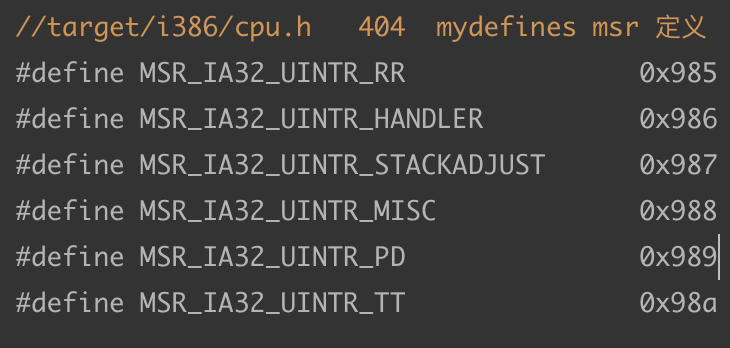 //target/i386/cpu.h 404 mydefines msr 定义
#define MSR_IA32_UINTR_RR 0x985
#define MSR_IA32_UINTR_HANDLER 0x986
#define MSR_IA32_UINTR_STACKADJUST 0x987
#define MSR_IA32_UINTR_MISC 0x988
#define MSR_IA32_UINTR_PD 0x989
#define MSR_IA32_UINTR_TT 0x98a